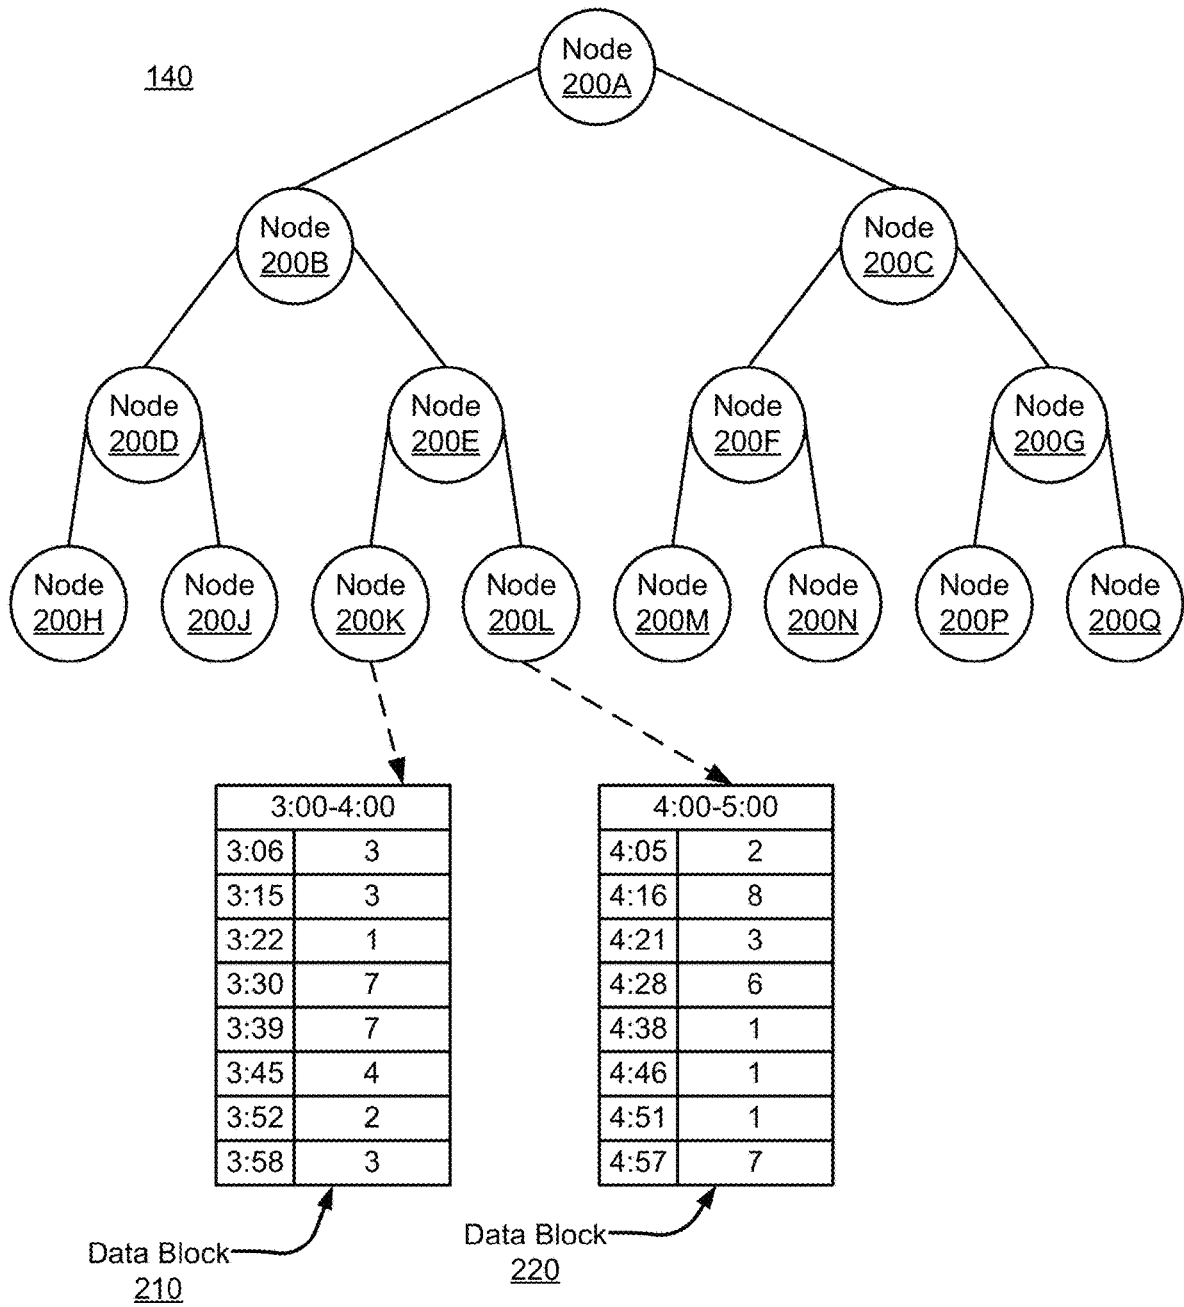 140
Node
200A
Node
200B
Node
200C
Node
200D
Node
200E
Node
200F
Node
200G
Node
200H
Node
200J
Node
200K
Node
200L
Node
200M
Node
200N
Node
200P
Node
200Q
3:00-4:00
3:06 3
3:15 3
3:22 1
3:30 7
3:39 7
3:45 4
3:52 2
3:58 3
Data Block
210
4:00-5:00
4:05 2
4:16 8
4:21 3
4:28 6
4:38 1
4:46 1
4:51 1
4:57 7
Data Block
220